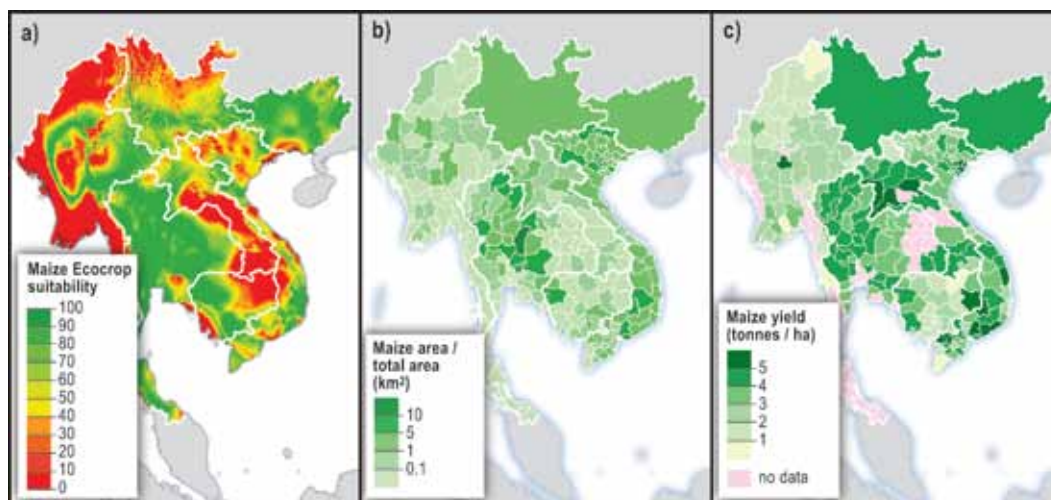 a)
Maize Ecocrop
suitability
100
90
80
70
60
50
40
30
20
10
0
b)
Maize area /
total area
(km²)
10
5
1
0.1
c)
Maize yield
(tonnes / ha)
5
4
3
2
1
no data